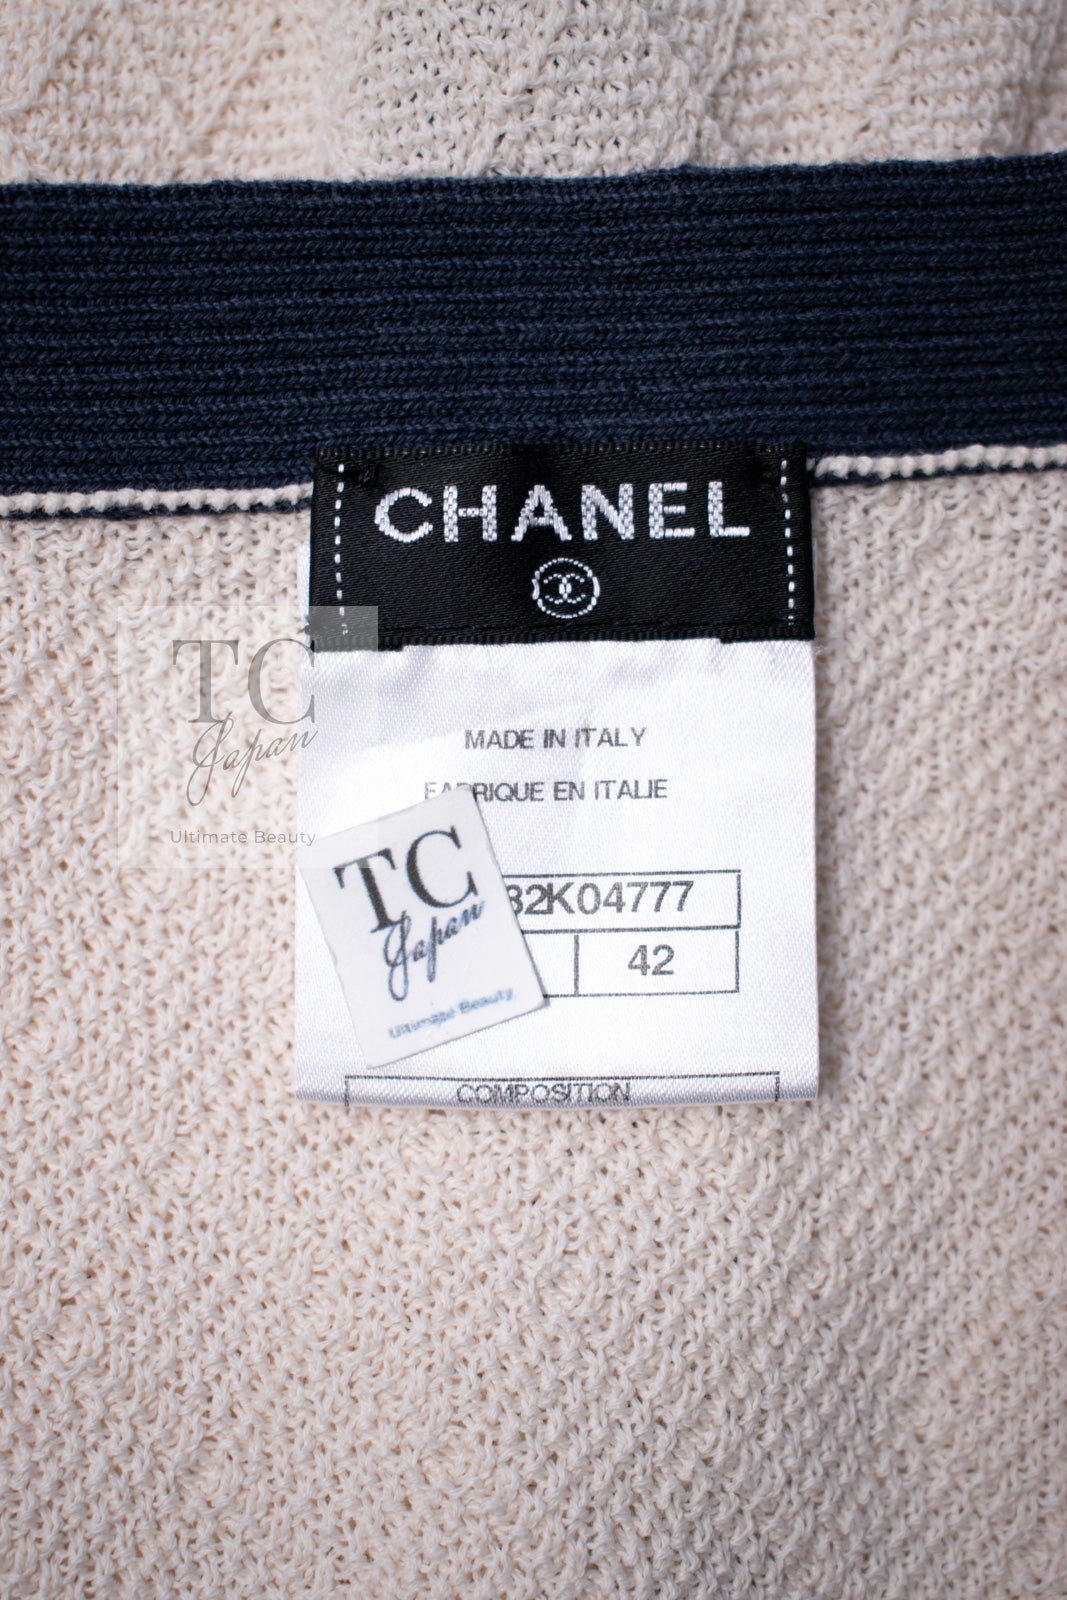 CHANEL
MADE IN ITALY
FABRIQUE EN ITALIE
32K04777
42
COMPOSITION
TC
Japan
Ultimate Beauty
TC
Japan
Ultimate Beauty